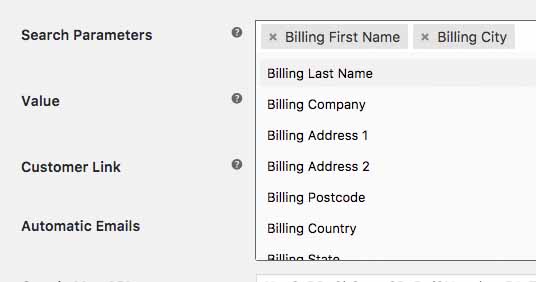 Search Parameters ? × Billing First Name × Billing City
Billing Last Name
Value ? Billing Company
Billing Address 1
Customer Link ? Billing Address 2
Billing Postcode
Automatic Emails Billing Country
Billing State